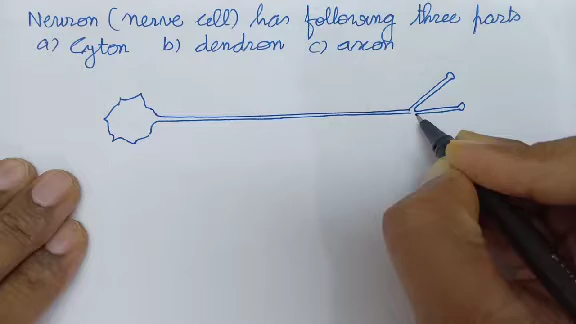 Neuron (nerve cell) has following three parts
a) Cyton b) dendron c) axon